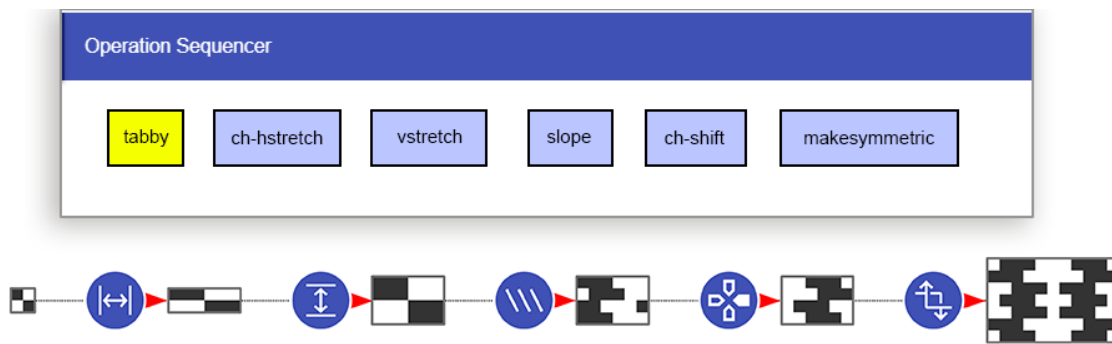 Operation Sequencer
tabby ch-hstretch vstretch slope ch-shift makesymmetric